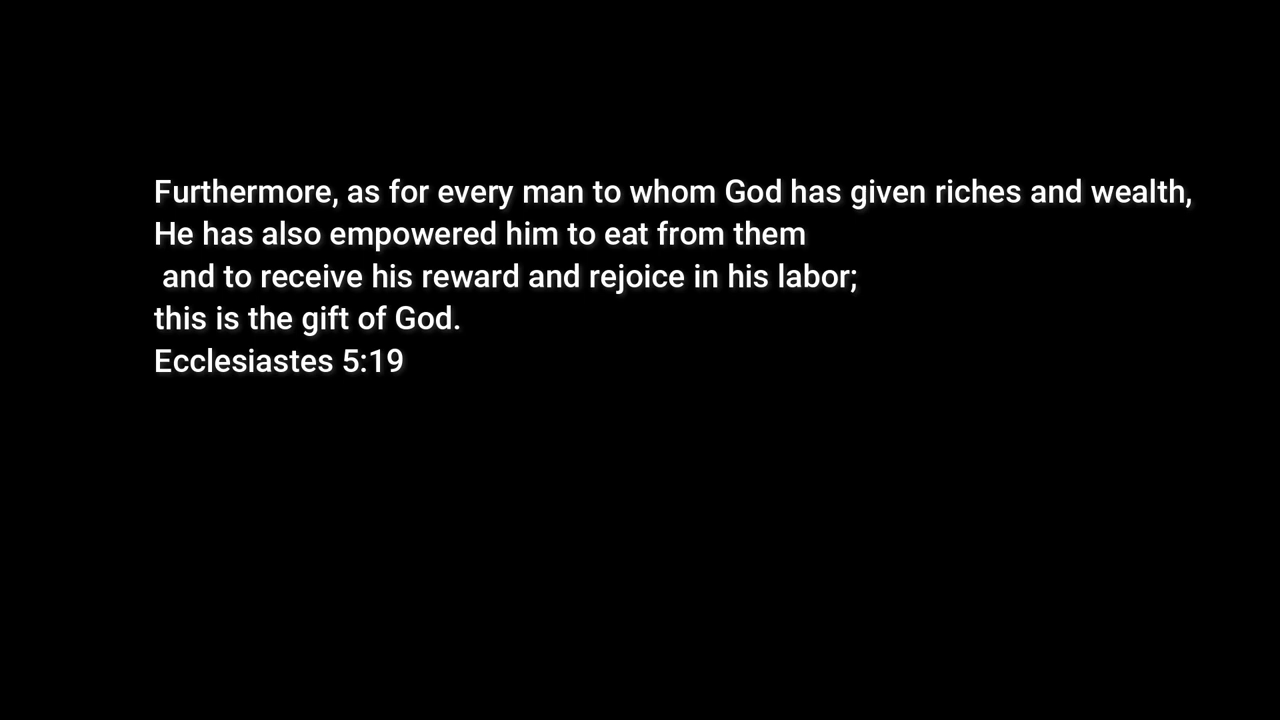 Furthermore, as for every man to whom God has given riches and wealth,
He has also empowered him to eat from them
and to receive his reward and rejoice in his labor;
this is the gift of God.
Ecclesiastes 5:19